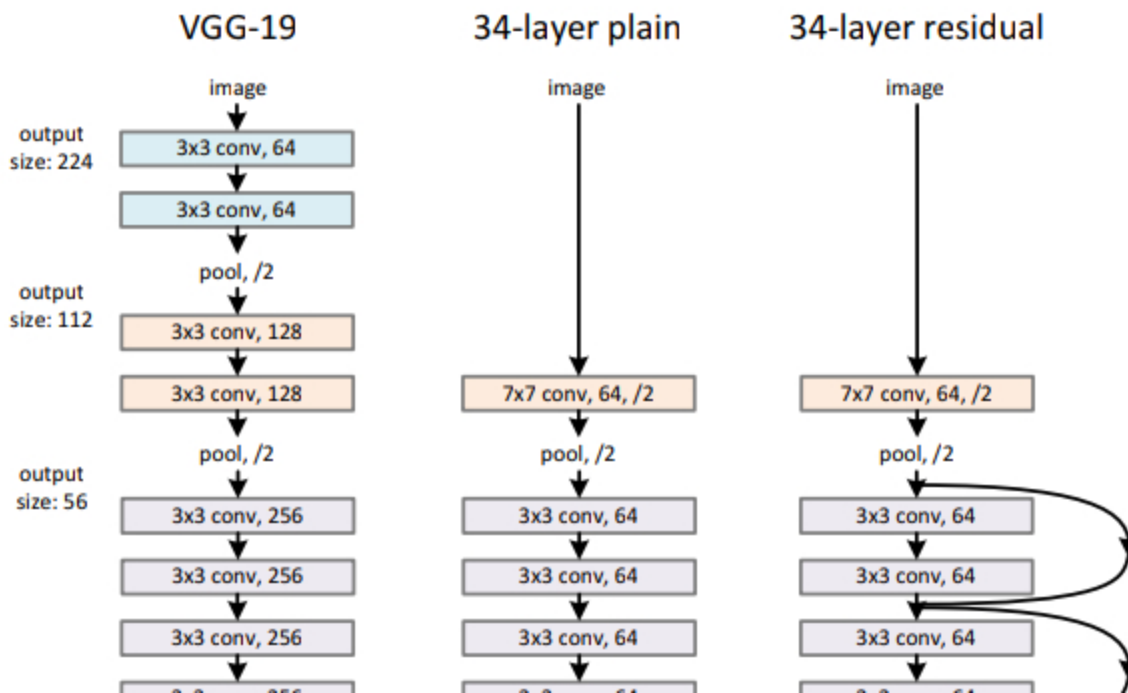 VGG-19
34-layer plain
34-layer residual
image
image
image
output
size: 224
3x3 conv, 64
3x3 conv, 64
pool, /2
output
size: 112
3x3 conv, 128
3x3 conv, 128
7x7 conv, 64, /2
7x7 conv, 64, /2
pool, /2
pool, /2
pool, /2
output
size: 56
3x3 conv, 256
3x3 conv, 64
3x3 conv, 64
3x3 conv, 256
3x3 conv, 64
3x3 conv, 64
3x3 conv, 256
3x3 conv, 64
3x3 conv, 64